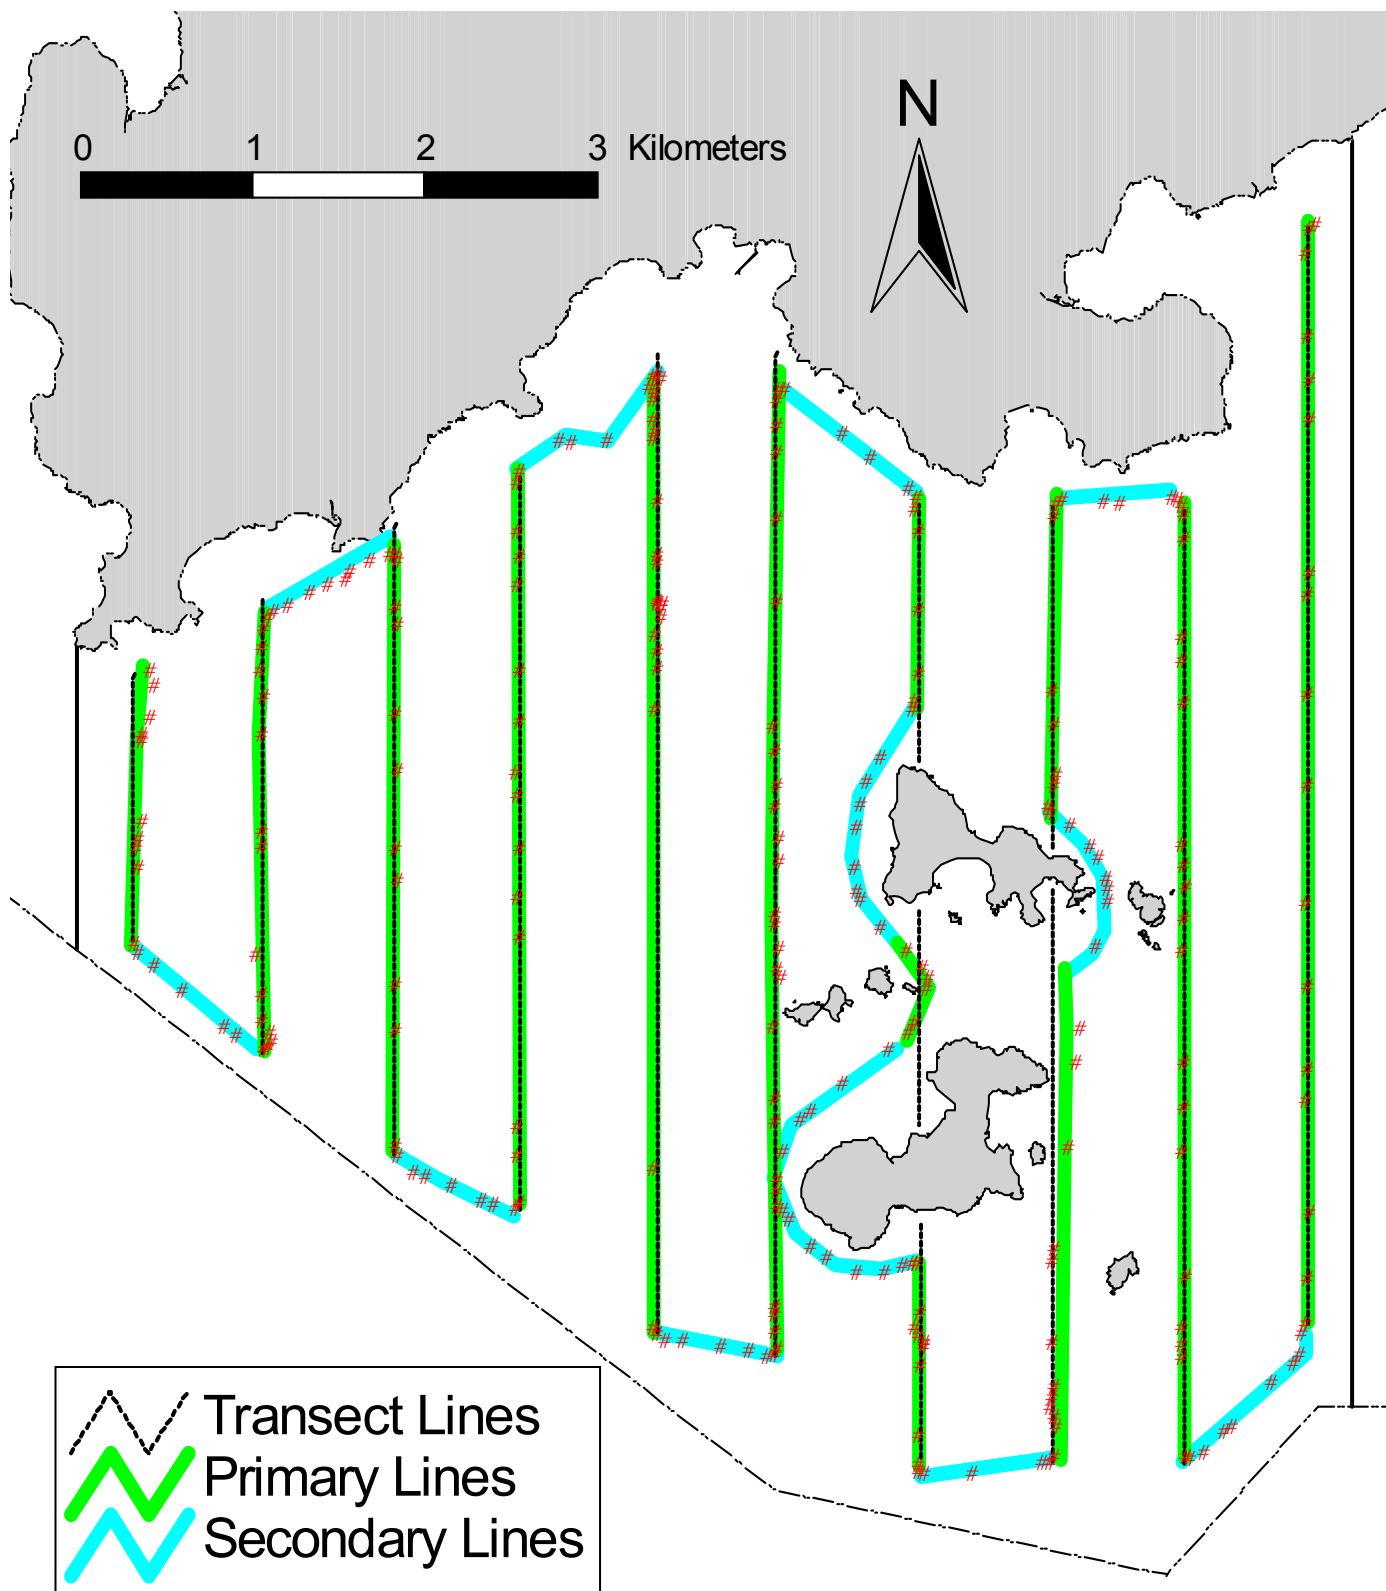 N
0 1 2 3 Kilometers
Transect Lines
Primary Lines
Secondary Lines